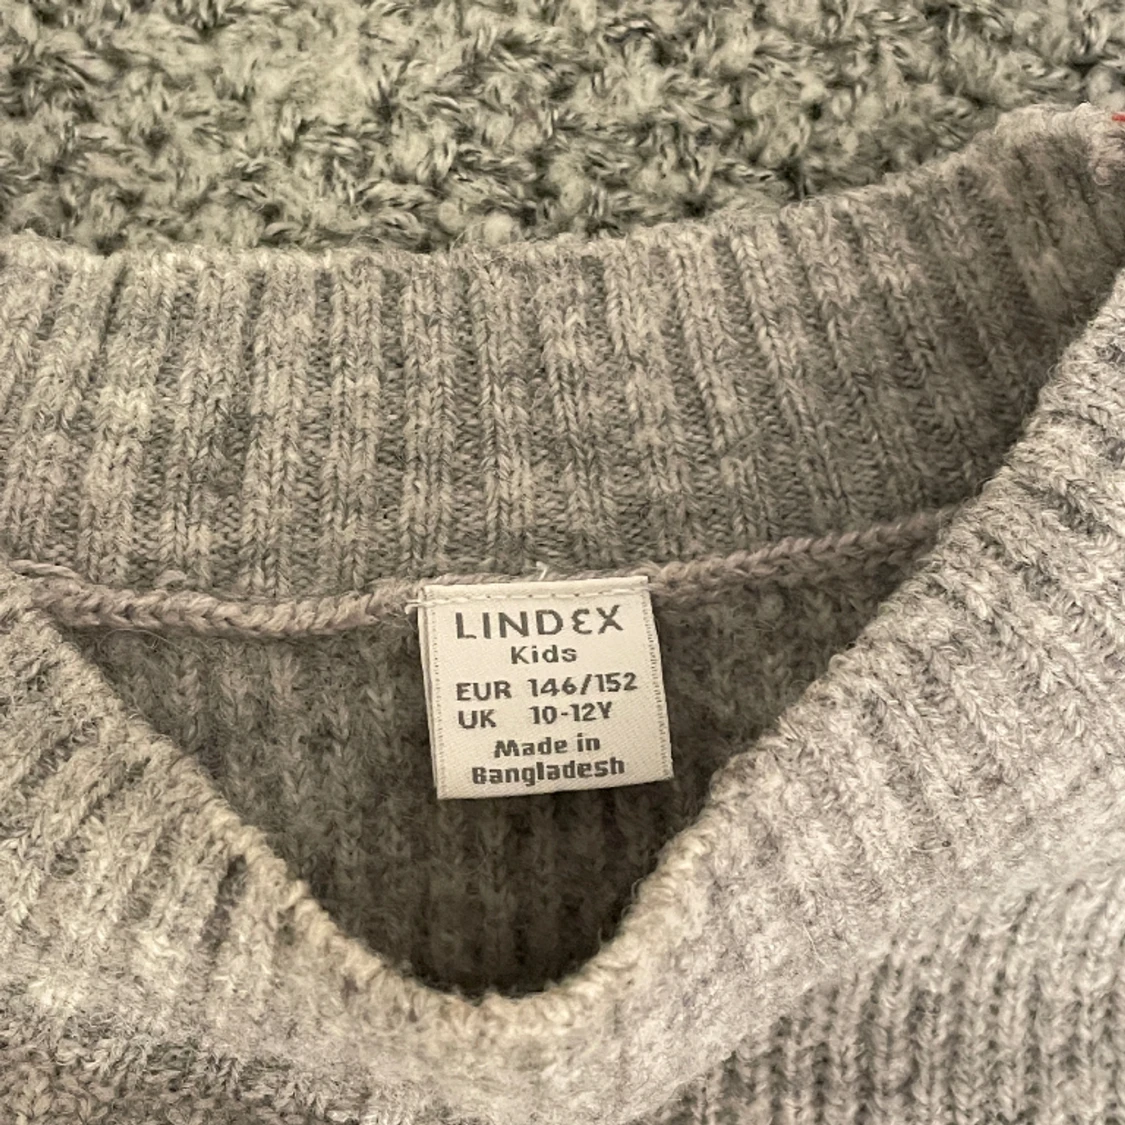 LINDEX
Kids
EUR 146/152
UK 10-12Y
Made in
Bangladesh